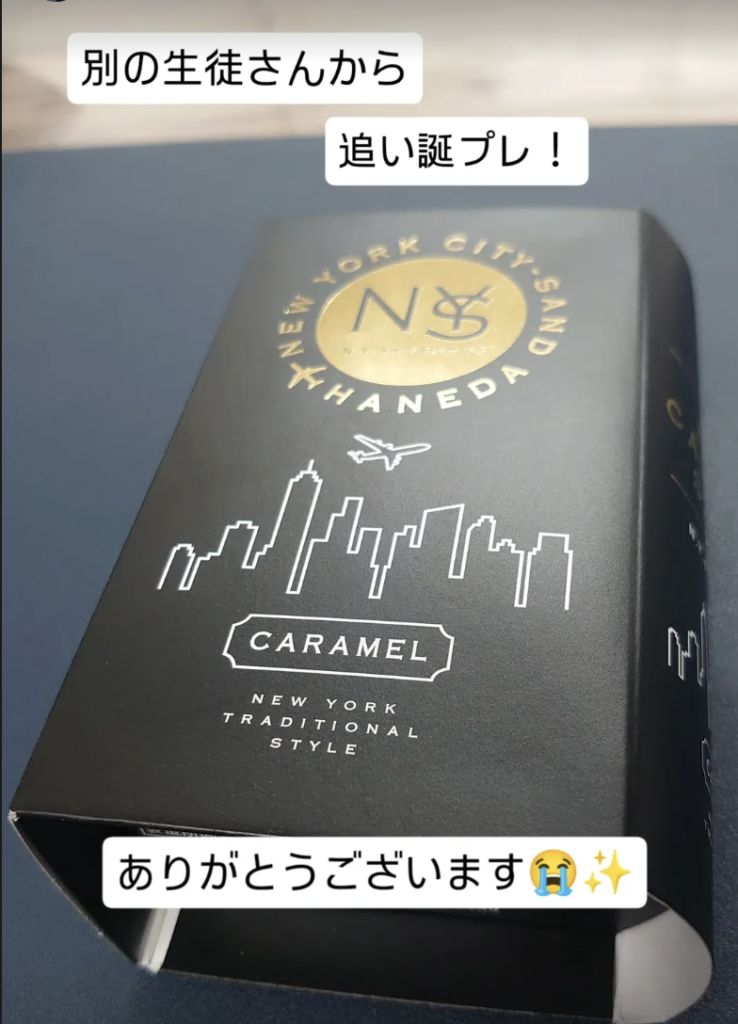 別の生徒さんから
追い誕プレ！
NEW YORK CITY-SAND
HANEDA
NYS
CARAMEL
NEW YORK
TRADITIONAL
STYLE
ありがとうございます😭✨